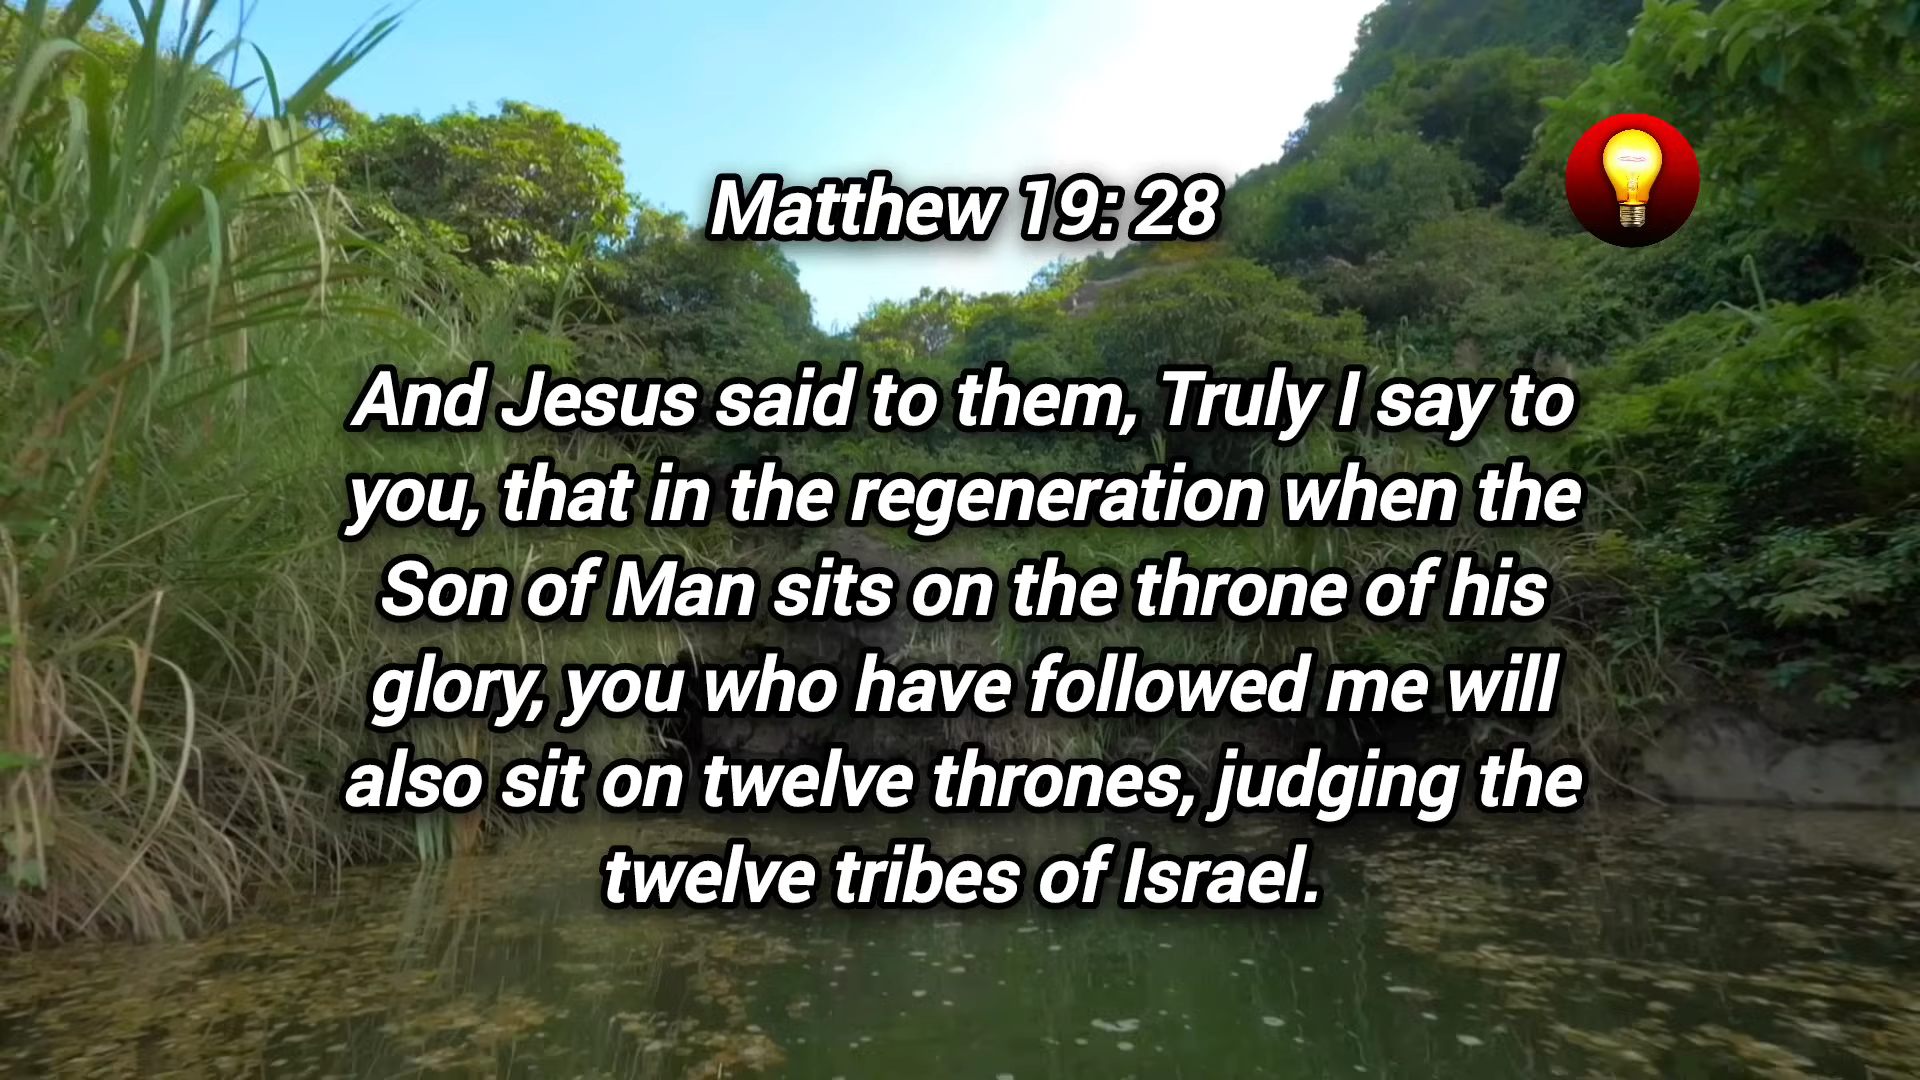 Matthew 19: 28
And Jesus said to them, Truly I say to
you, that in the regeneration when the
Son of Man sits on the throne of his
glory, you who have followed me will
also sit on twelve thrones, judging the
twelve tribes of Israel.